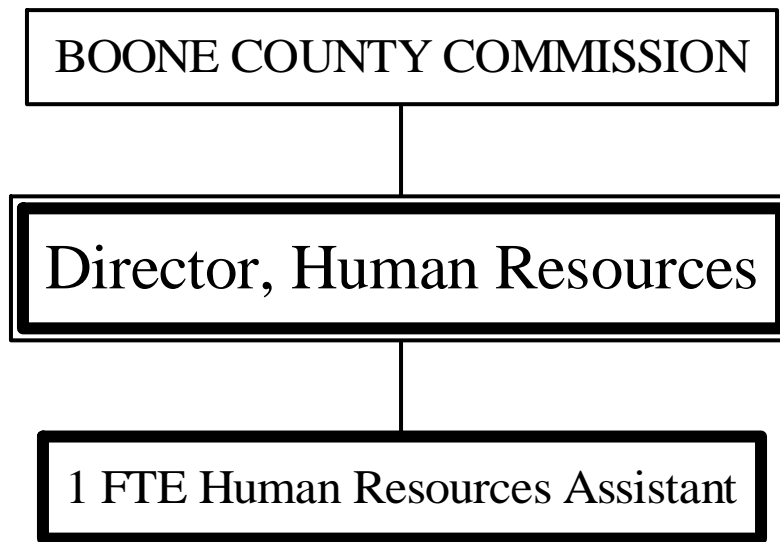 BOONE COUNTY COMMISSION
Director, Human Resources
1 FTE Human Resources Assistant